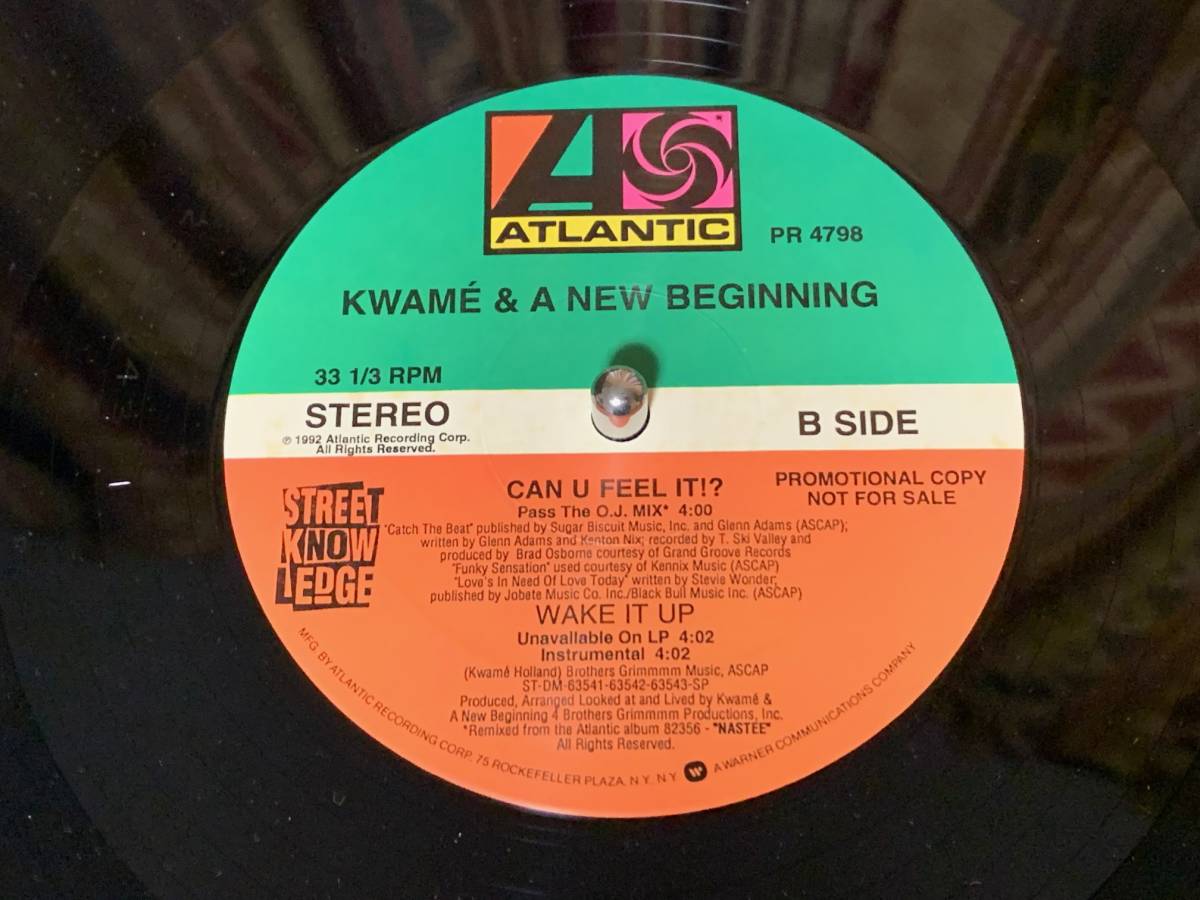 ATLANTIC
PR 4798
KWAMÉ & A NEW BEGINNING
33 1/3 RPM
STEREO
℗ 1992 Atlantic Recording Corp.
All Rights Reserved.
B SIDE
STREET
KNOW
LEDGE
PROMOTIONAL COPY
NOT FOR SALE
CAN U FEEL IT!?
Pass The O.J. MIX* 4:00
"Catch The Beat" published by Sugar Biscuit Music, Inc. and Glenn Adams (ASCAP);
written by Glenn Adams and Kenton Nix; recorded by T. Ski Valley and
produced by Brad Osborne courtesy of Grand Groove Records
"Funky Sensation" used courtesy of Kennix Music (ASCAP)
"Love's In Need Of Love Today" written by Stevie Wonder,
published by Jobete Music Co. Inc./Black Bull Music Inc. (ASCAP)
WAKE IT UP
Unavailable On LP 4:02
Instrumental 4:02
(Kwamé Holland) Brothers Grimmmm Music, ASCAP
ST-DM-63541-63542-63543-SP
Produced, Arranged Looked at and Lived by Kwamé &
A New Beginning 4 Brothers Grimmmm Productions, Inc.
*Remixed from the Atlantic album 82356 - "NASTEE"
All Rights Reserved.
MFG. BY ATLANTIC RECORDING CORP. 75 ROCKEFELLER PLAZA, N.Y. N.Y. A WARNER COMMUNICATIONS COMPANY